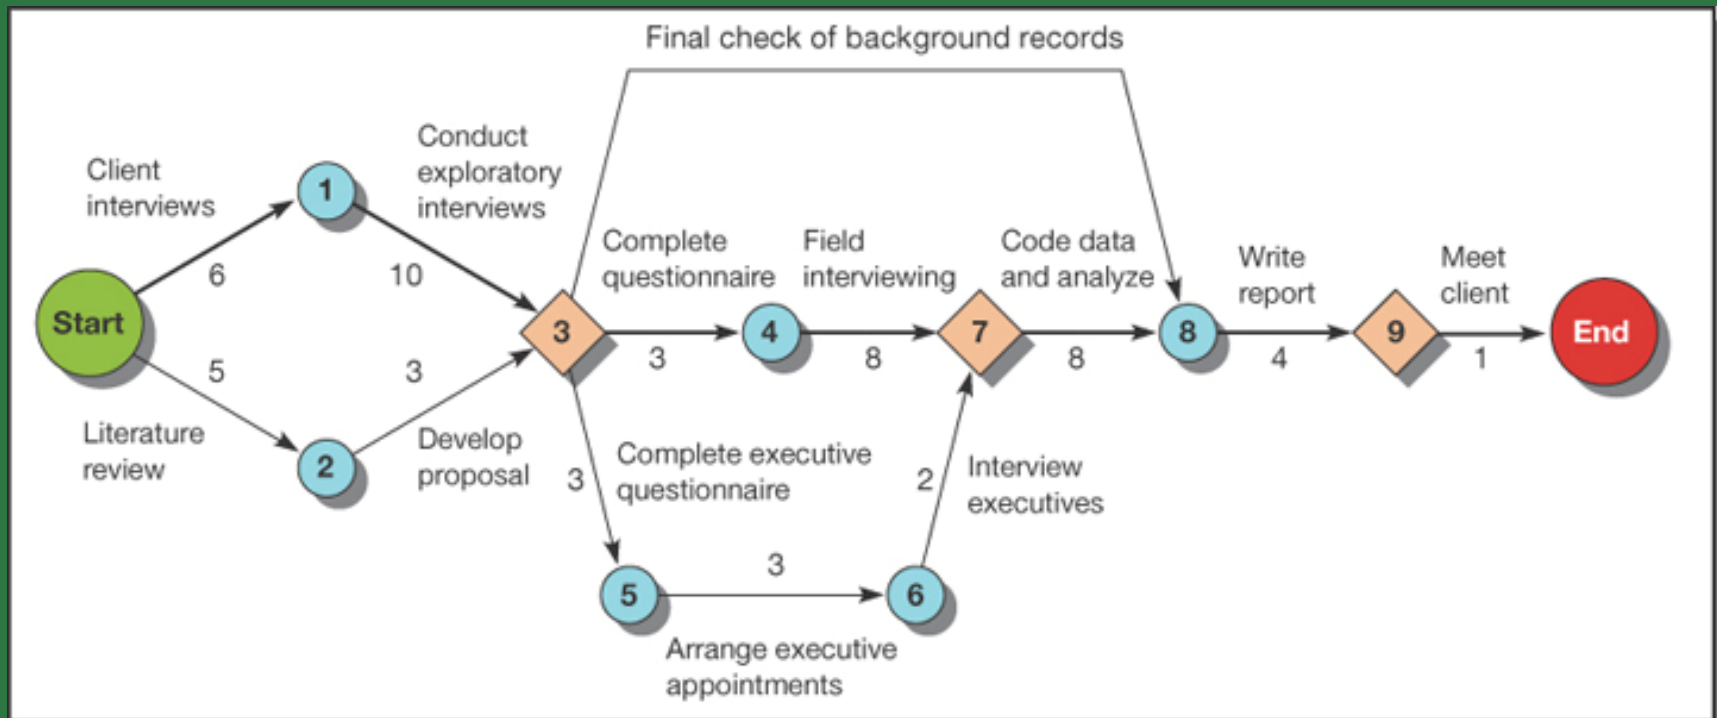 Final check of background records
Client
interviews
6
1
Conduct
exploratory
interviews
10
Start
5
Literature
review
2
3
Develop
proposal
3
Complete
questionnaire
3
4
Field
interviewing
8
7
Code data
and analyze
8
8
Write
report
4
9
Meet
client
1
End
3
Complete executive
questionnaire
5
3
Arrange executive
appointments
6
2
Interview
executives